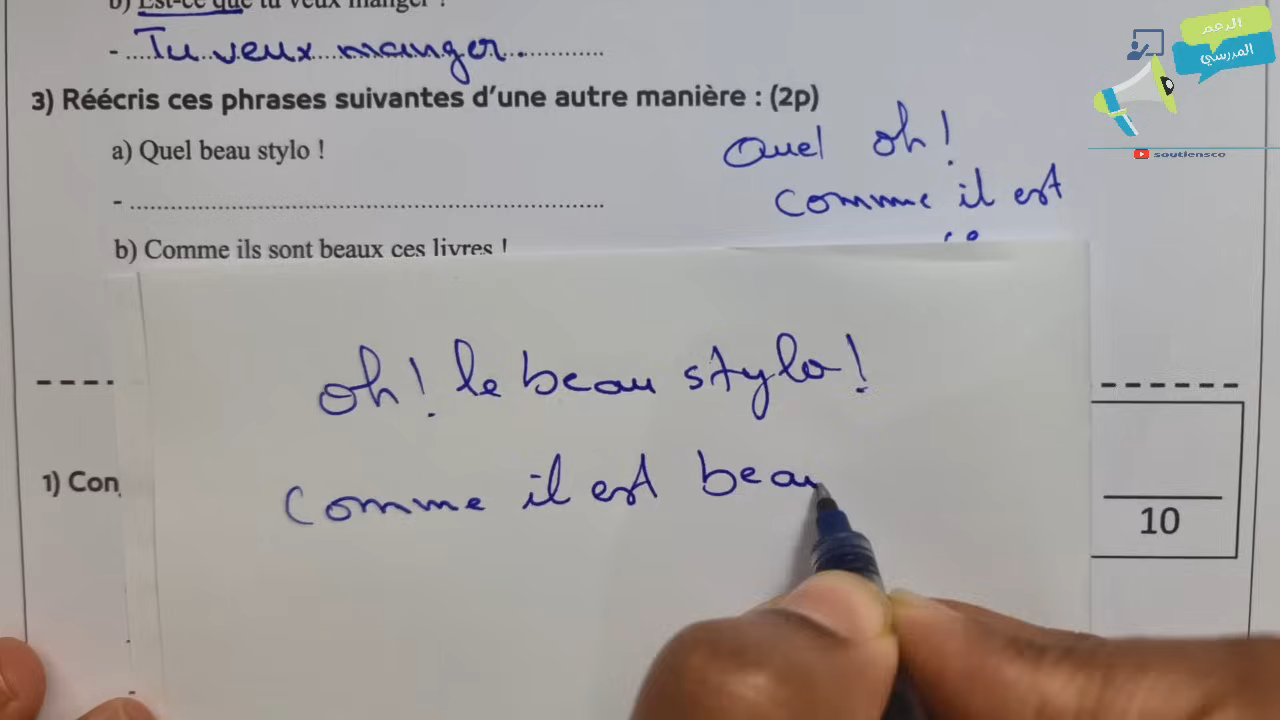 b) Est-ce que tu veux manger ?
- Tu veux manger.
3) Réécris ces phrases suivantes d'une autre manière : (2p)
a) Quel beau stylo !
Quel oh!
-
comme il est
b) Comme ils sont beaux ces livres !
oh! le beau stylo!
Comme il est beau
1) Con
10
الدعم
المدرسي
soutiensco